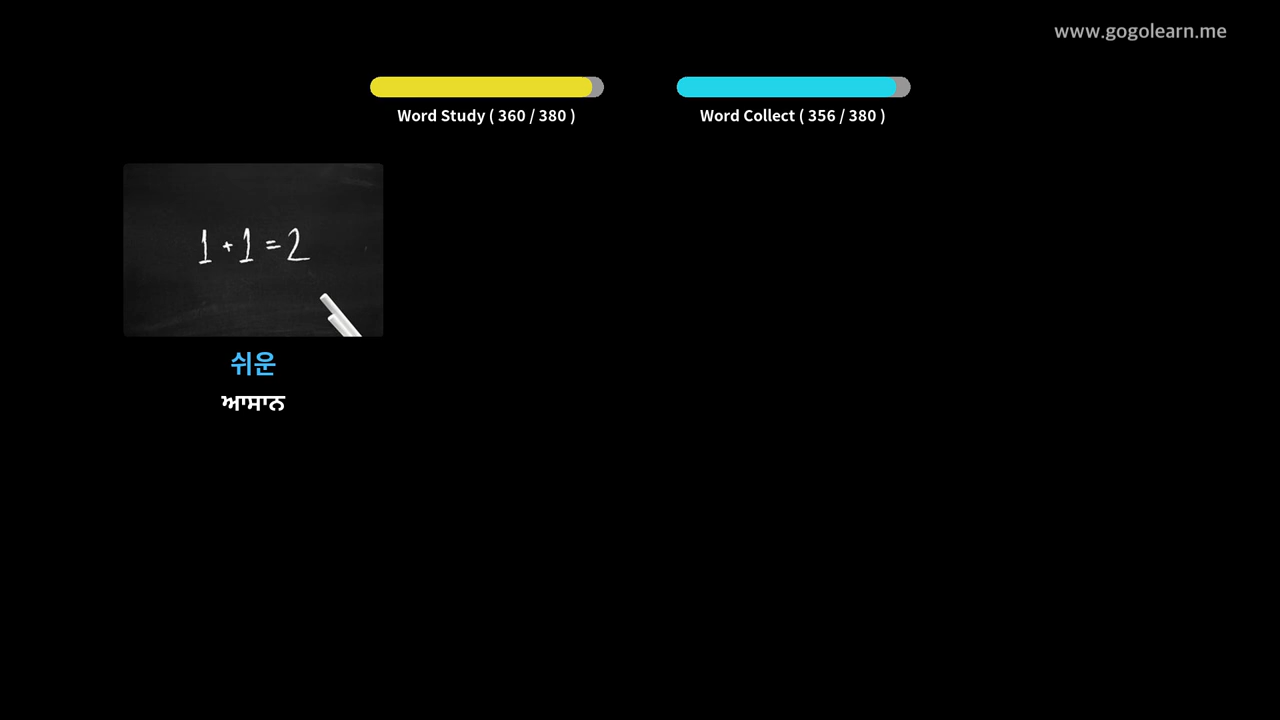 www.gogolearn.me
Word Study ( 360 / 380 )
Word Collect ( 356 / 380 )
1 + 1 = 2
쉬운
ਆਸਾਨ